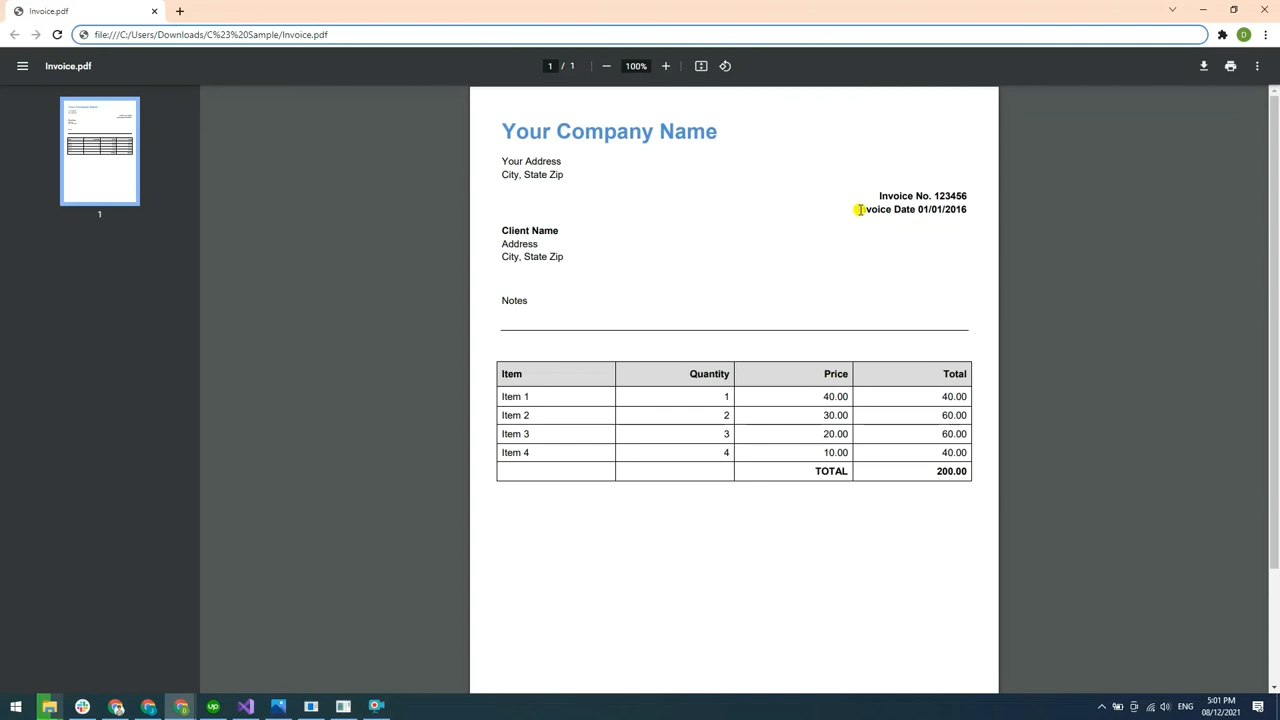 Invoice.pdf
file:///C:/Users/Downloads/C%23%20Sample/Invoice.pdf
D
Invoice.pdf
1 / 1
100%
1
Your Company Name
Your Address
City, State Zip
Invoice No. 123456
voice Date 01/01/2016
Client Name
Address
City, State Zip
Notes
Item Quantity Price Total
Item 1 1 40.00 40.00
Item 2 2 30.00 60.00
Item 3 3 20.00 60.00
Item 4 4 10.00 40.00
TOTAL 200.00
up
ENG
5:01 PM
08/12/2021